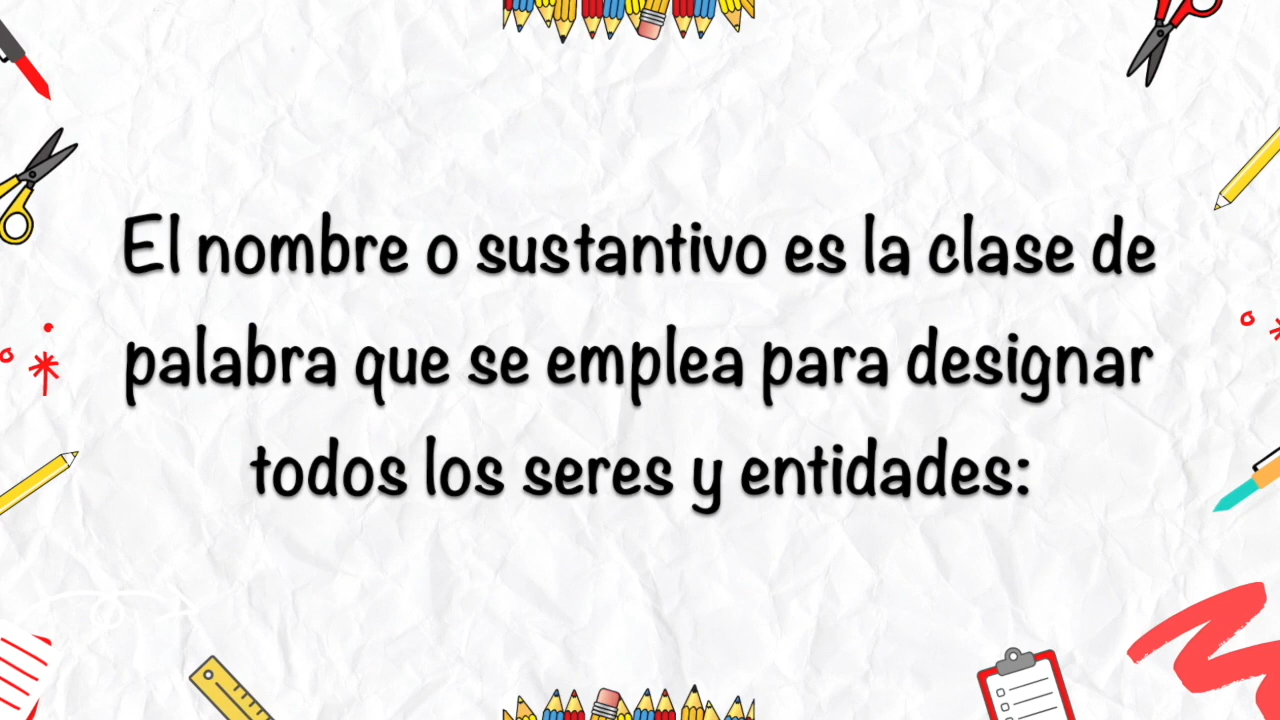 El nombre o sustantivo es la clase de
palabra que se emplea para designar
todos los seres y entidades: